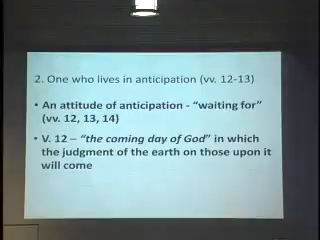 2. One who lives in anticipation (vv. 12-13)
• An attitude of anticipation - “waiting for”
(vv. 12, 13, 14)
• V. 12 – “the coming day of God” in which
the judgment of the earth on those upon it
will come